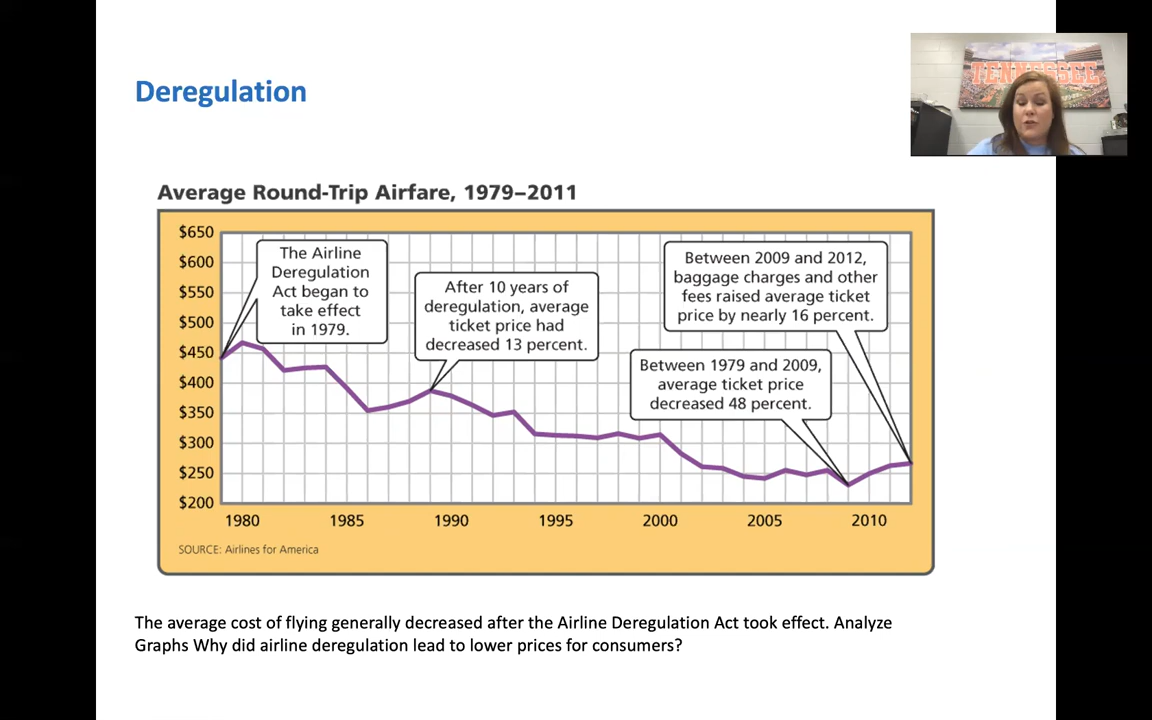 Deregulation
TENNESSEE
Average Round-Trip Airfare, 1979–2011
$650
$600
$550
$500
$450
$400
$350
$300
$250
$200
The Airline
Deregulation
Act began to
take effect
in 1979.
After 10 years of
deregulation, average
ticket price had
decreased 13 percent.
Between 2009 and 2012,
baggage charges and other
fees raised average ticket
price by nearly 16 percent.
Between 1979 and 2009,
average ticket price
decreased 48 percent.
1980 1985 1990 1995 2000 2005 2010
SOURCE: Airlines for America
The average cost of flying generally decreased after the Airline Deregulation Act took effect. Analyze
Graphs Why did airline deregulation lead to lower prices for consumers?